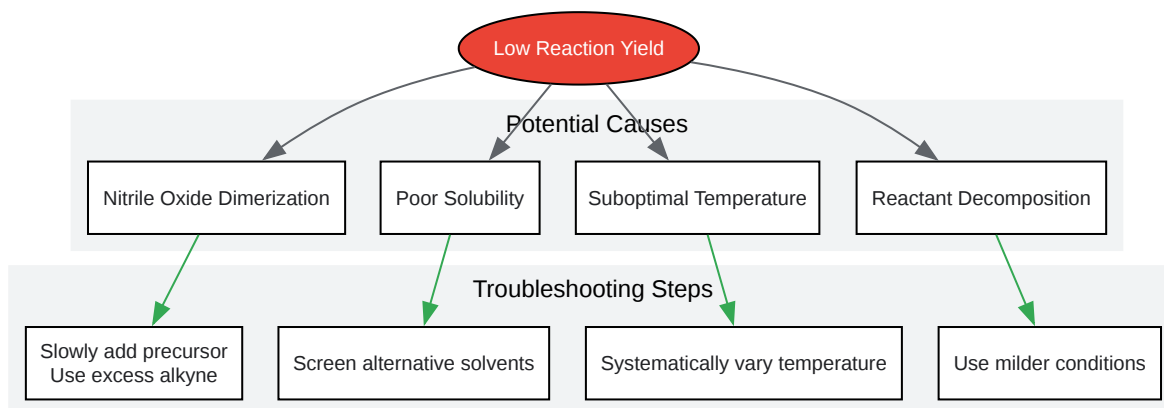 Low Reaction Yield
Potential Causes
Nitrile Oxide Dimerization
Poor Solubility
Suboptimal Temperature
Reactant Decomposition
Troubleshooting Steps
Slowly add precursor
Use excess alkyne
Screen alternative solvents
Systematically vary temperature
Use milder conditions